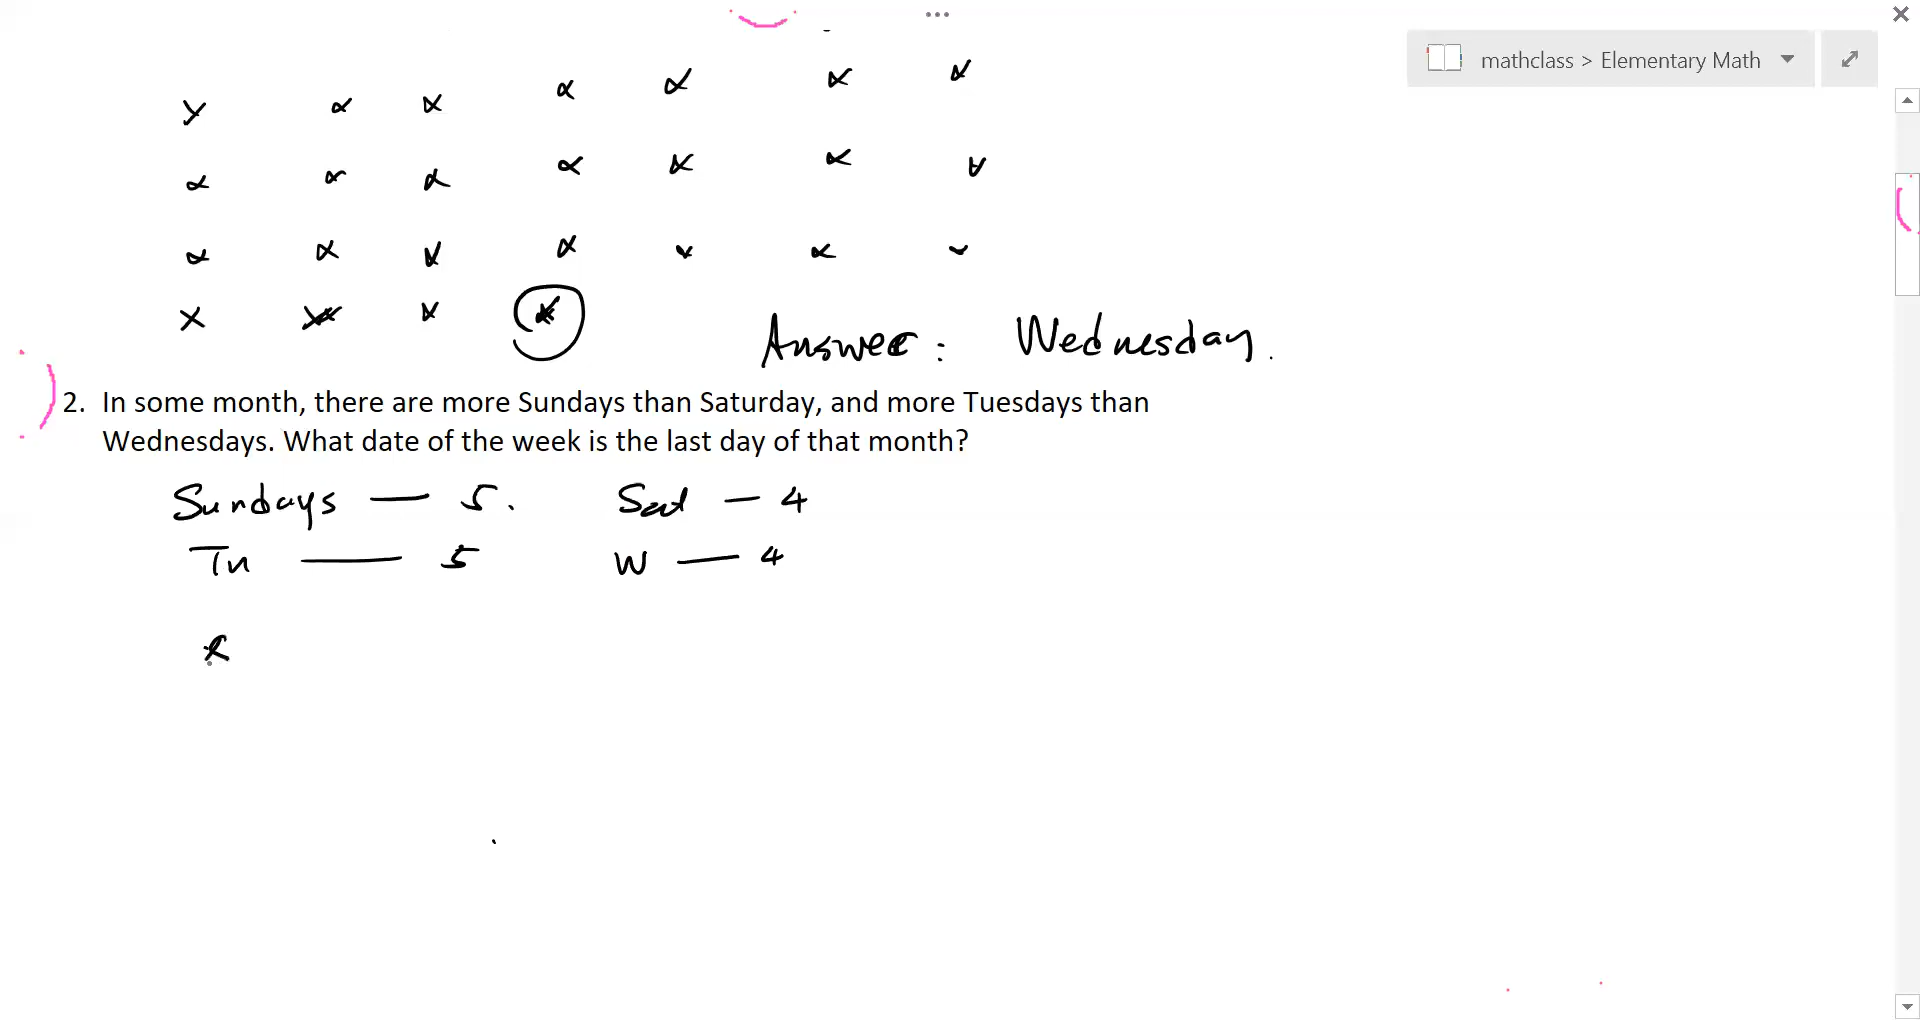 mathclass > Elementary Math
Answer: Wednesday.
2. In some month, there are more Sundays than Saturday, and more Tuesdays than
Wednesdays. What date of the week is the last day of that month?
Sundays — 5. Sat — 4
Tu — 5 W — 4